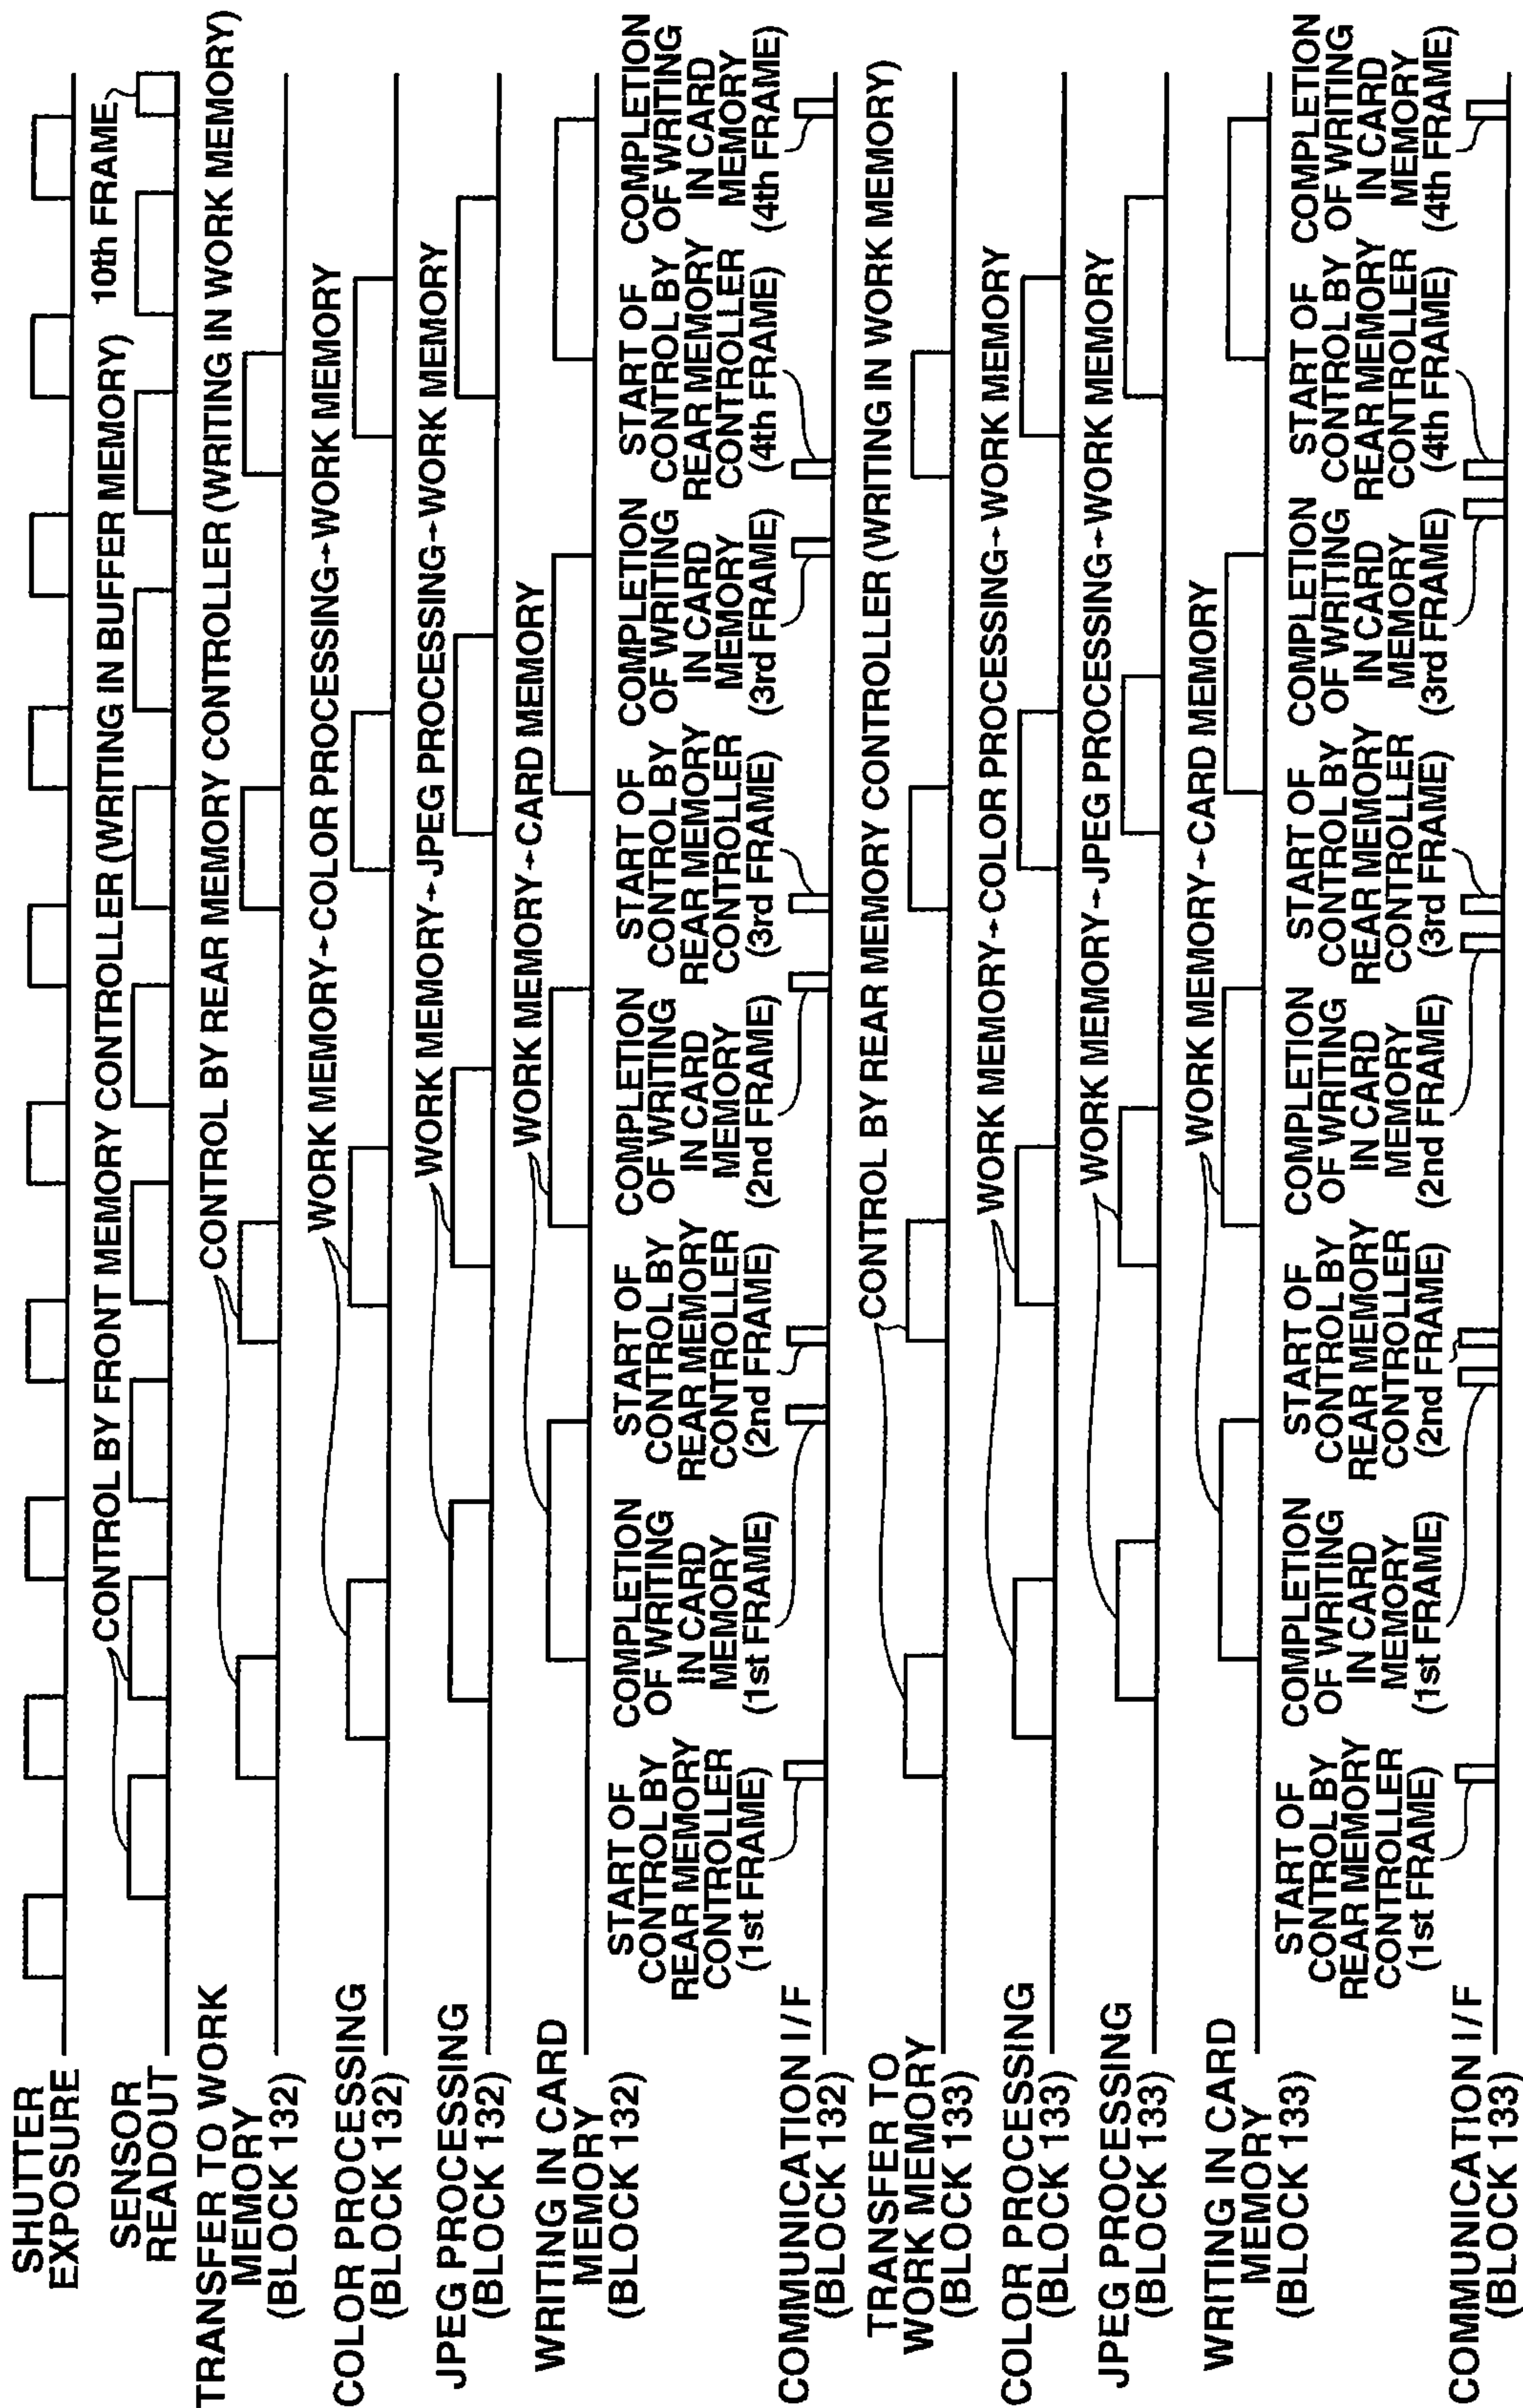 SHUTTER
EXPOSURE
SENSOR
READOUT
CONTROL BY FRONT MEMORY CONTROLLER (WRITING IN BUFFER MEMORY)
10th FRAME
TRANSFER TO WORK
MEMORY
(BLOCK 132)
CONTROL BY REAR MEMORY CONTROLLER (WRITING IN WORK MEMORY)
COLOR PROCESSING
(BLOCK 132)
WORK MEMORY→COLOR PROCESSING→WORK MEMORY
JPEG PROCESSING
(BLOCK 132)
WORK MEMORY→JPEG PROCESSING→WORK MEMORY
WRITING IN CARD
MEMORY
(BLOCK 132)
WORK MEMORY→CARD MEMORY
START OF
CONTROL BY
REAR MEMORY
CONTROLLER
(1st FRAME)
COMPLETION
OF WRITING
IN CARD
MEMORY
(1st FRAME)
START OF
CONTROL BY
REAR MEMORY
CONTROLLER
(2nd FRAME)
COMPLETION
OF WRITING
IN CARD
MEMORY
(2nd FRAME)
START OF
CONTROL BY
REAR MEMORY
CONTROLLER
(3rd FRAME)
COMPLETION
OF WRITING
IN CARD
MEMORY
(3rd FRAME)
START OF
CONTROL BY
REAR MEMORY
CONTROLLER
(4th FRAME)
COMPLETION
OF WRITING
IN CARD
MEMORY
(4th FRAME)
COMMUNICATION I/F
(BLOCK 132)
TRANSFER TO
WORK MEMORY
(BLOCK 133)
CONTROL BY REAR MEMORY CONTROLLER (WRITING IN WORK MEMORY)
COLOR PROCESSING
(BLOCK 133)
WORK MEMORY→COLOR PROCESSING→WORK MEMORY
JPEG PROCESSING
(BLOCK 133)
WORK MEMORY→JPEG PROCESSING→WORK MEMORY
WRITING IN CARD
MEMORY
(BLOCK 133)
WORK MEMORY→CARD MEMORY
START OF
CONTROL BY
REAR MEMORY
CONTROLLER
(1st FRAME)
COMPLETION
OF WRITING
IN CARD
MEMORY
(1st FRAME)
START OF
CONTROL BY
REAR MEMORY
CONTROLLER
(2nd FRAME)
COMPLETION
OF WRITING
IN CARD
MEMORY
(2nd FRAME)
START OF
CONTROL BY
REAR MEMORY
CONTROLLER
(3rd FRAME)
COMPLETION
OF WRITING
IN CARD
MEMORY
(3rd FRAME)
START OF
CONTROL BY
REAR MEMORY
CONTROLLER
(4th FRAME)
COMPLETION
OF WRITING
IN CARD
MEMORY
(4th FRAME)
COMMUNICATION I/F
(BLOCK 133)